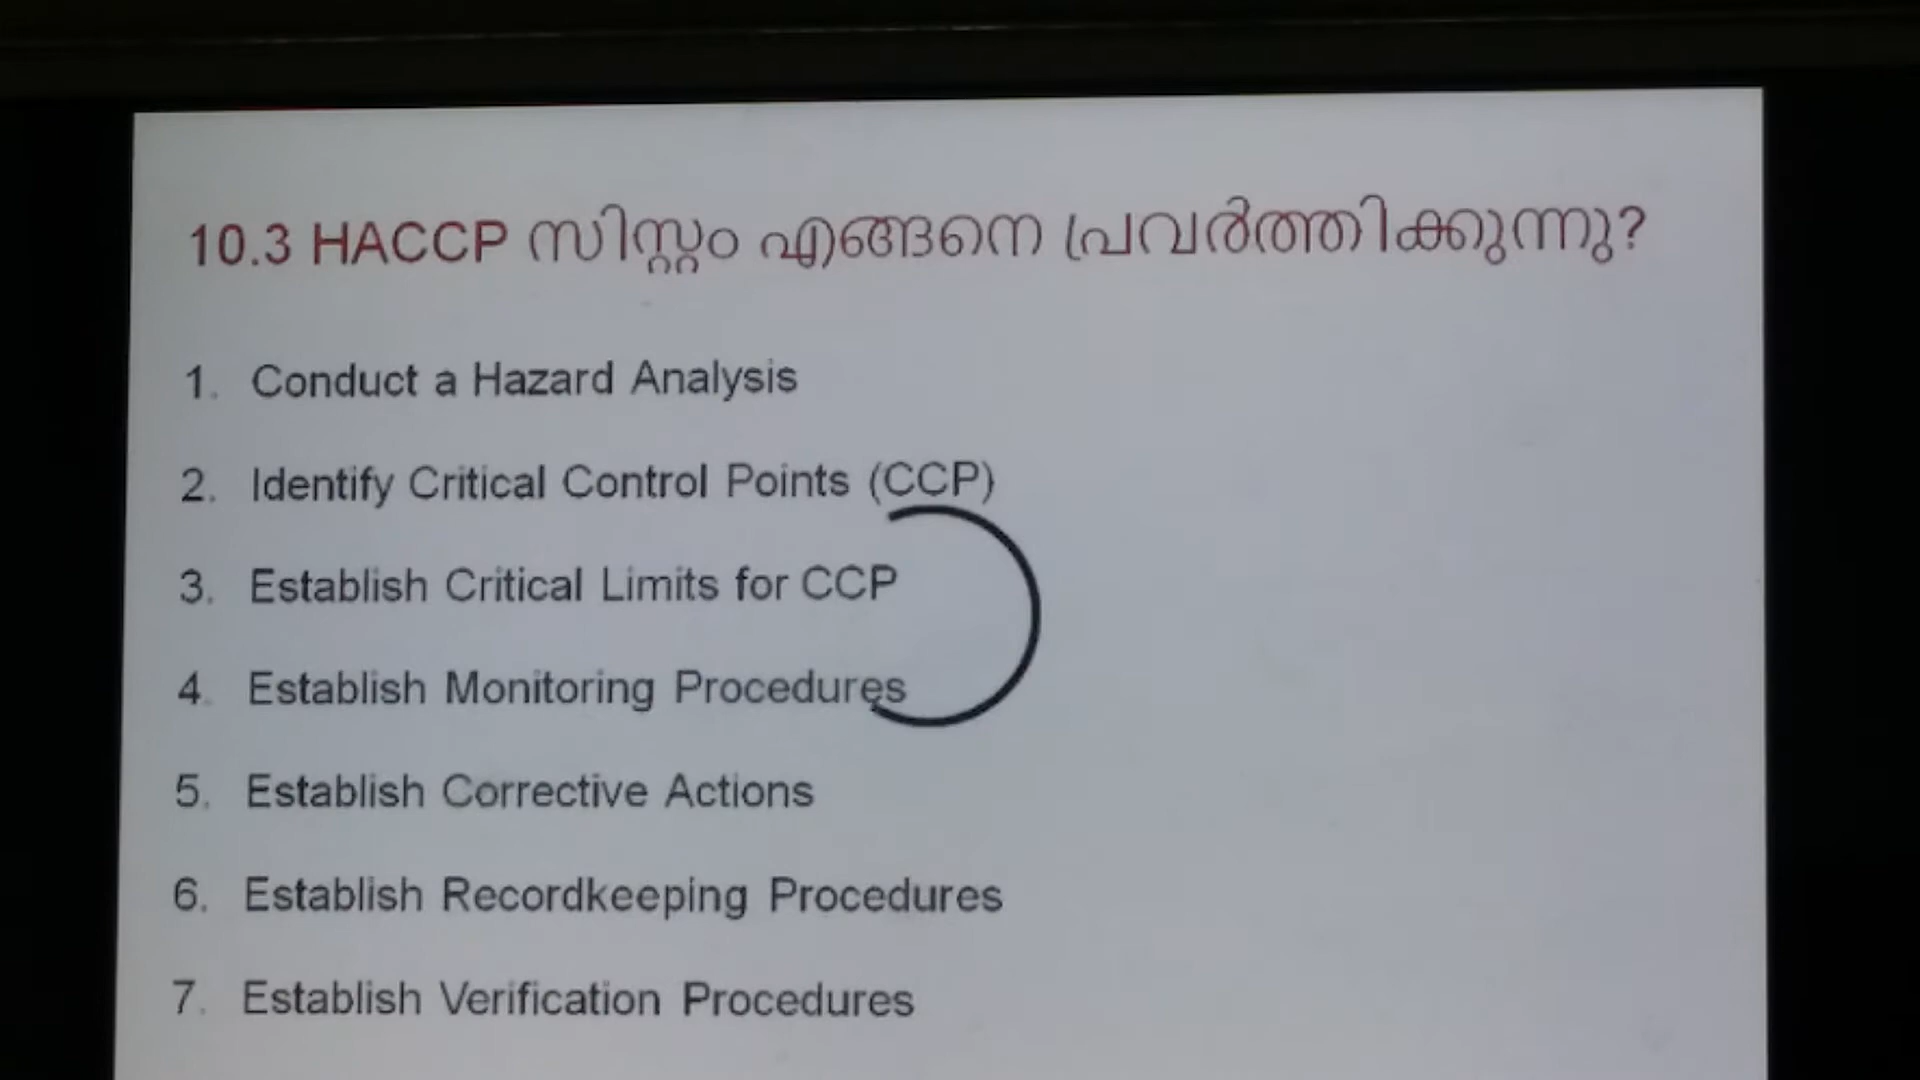 10.3 HACCP സിസ്റ്റം എങ്ങനെ പ്രവർത്തിക്കുന്നു?
1. Conduct a Hazard Analysis
2. Identify Critical Control Points (CCP)
3. Establish Critical Limits for CCP
4. Establish Monitoring Procedures
5. Establish Corrective Actions
6. Establish Recordkeeping Procedures
7. Establish Verification Procedures